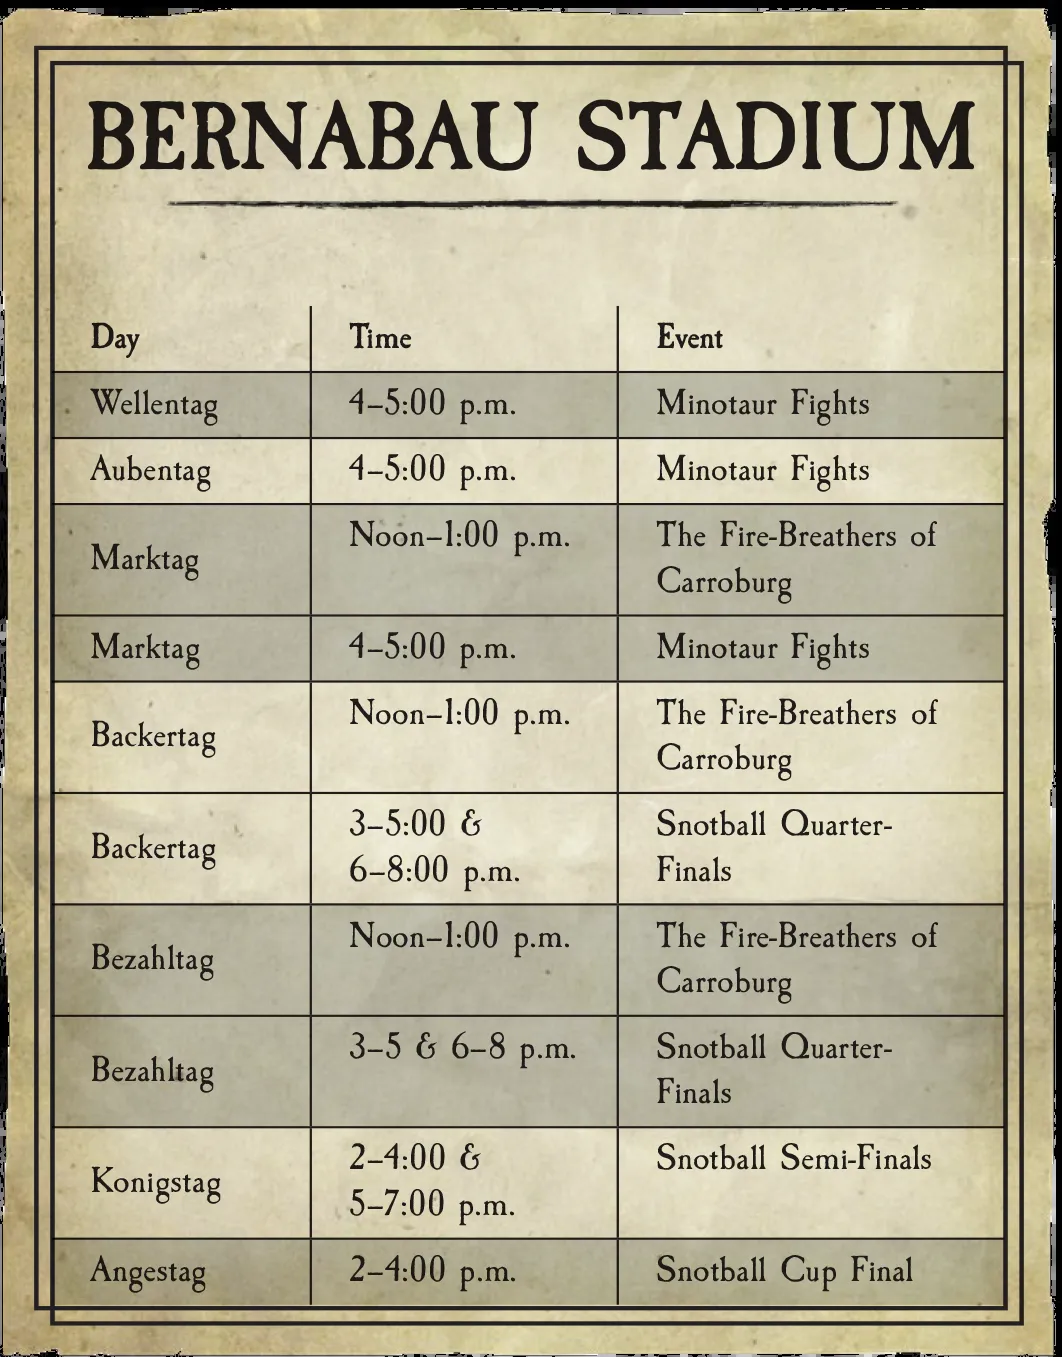 BERNABAU STADIUM
Day Time Event
Wellentag 4–5:00 p.m. Minotaur Fights
Aubentag 4–5:00 p.m. Minotaur Fights
Marktag Noon–1:00 p.m. The Fire-Breathers of
Carroburg
Marktag 4–5:00 p.m. Minotaur Fights
Backertag Noon–1:00 p.m. The Fire-Breathers of
Carroburg
Backertag 3–5:00 & Snotball Quarter-
6–8:00 p.m. Finals
Bezahltag Noon–1:00 p.m. The Fire-Breathers of
Carroburg
Bezahltag 3–5 & 6–8 p.m. Snotball Quarter-
Finals
Konigstag 2–4:00 & Snotball Semi-Finals
5–7:00 p.m.
Angestag 2–4:00 p.m. Snotball Cup Final